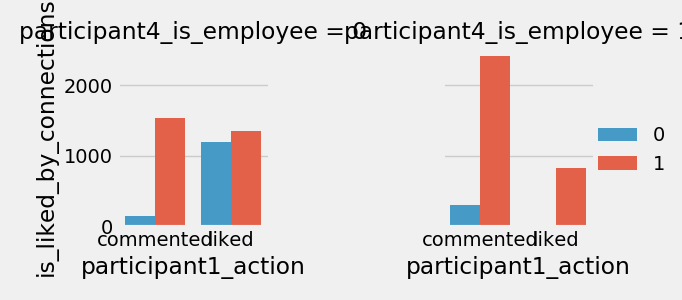 participant4_is_employee = 0
participant4_is_employee = 1
is_liked_by_connections
2000
1000
0
commented
liked
participant1_action
commented
liked
participant1_action
0
1